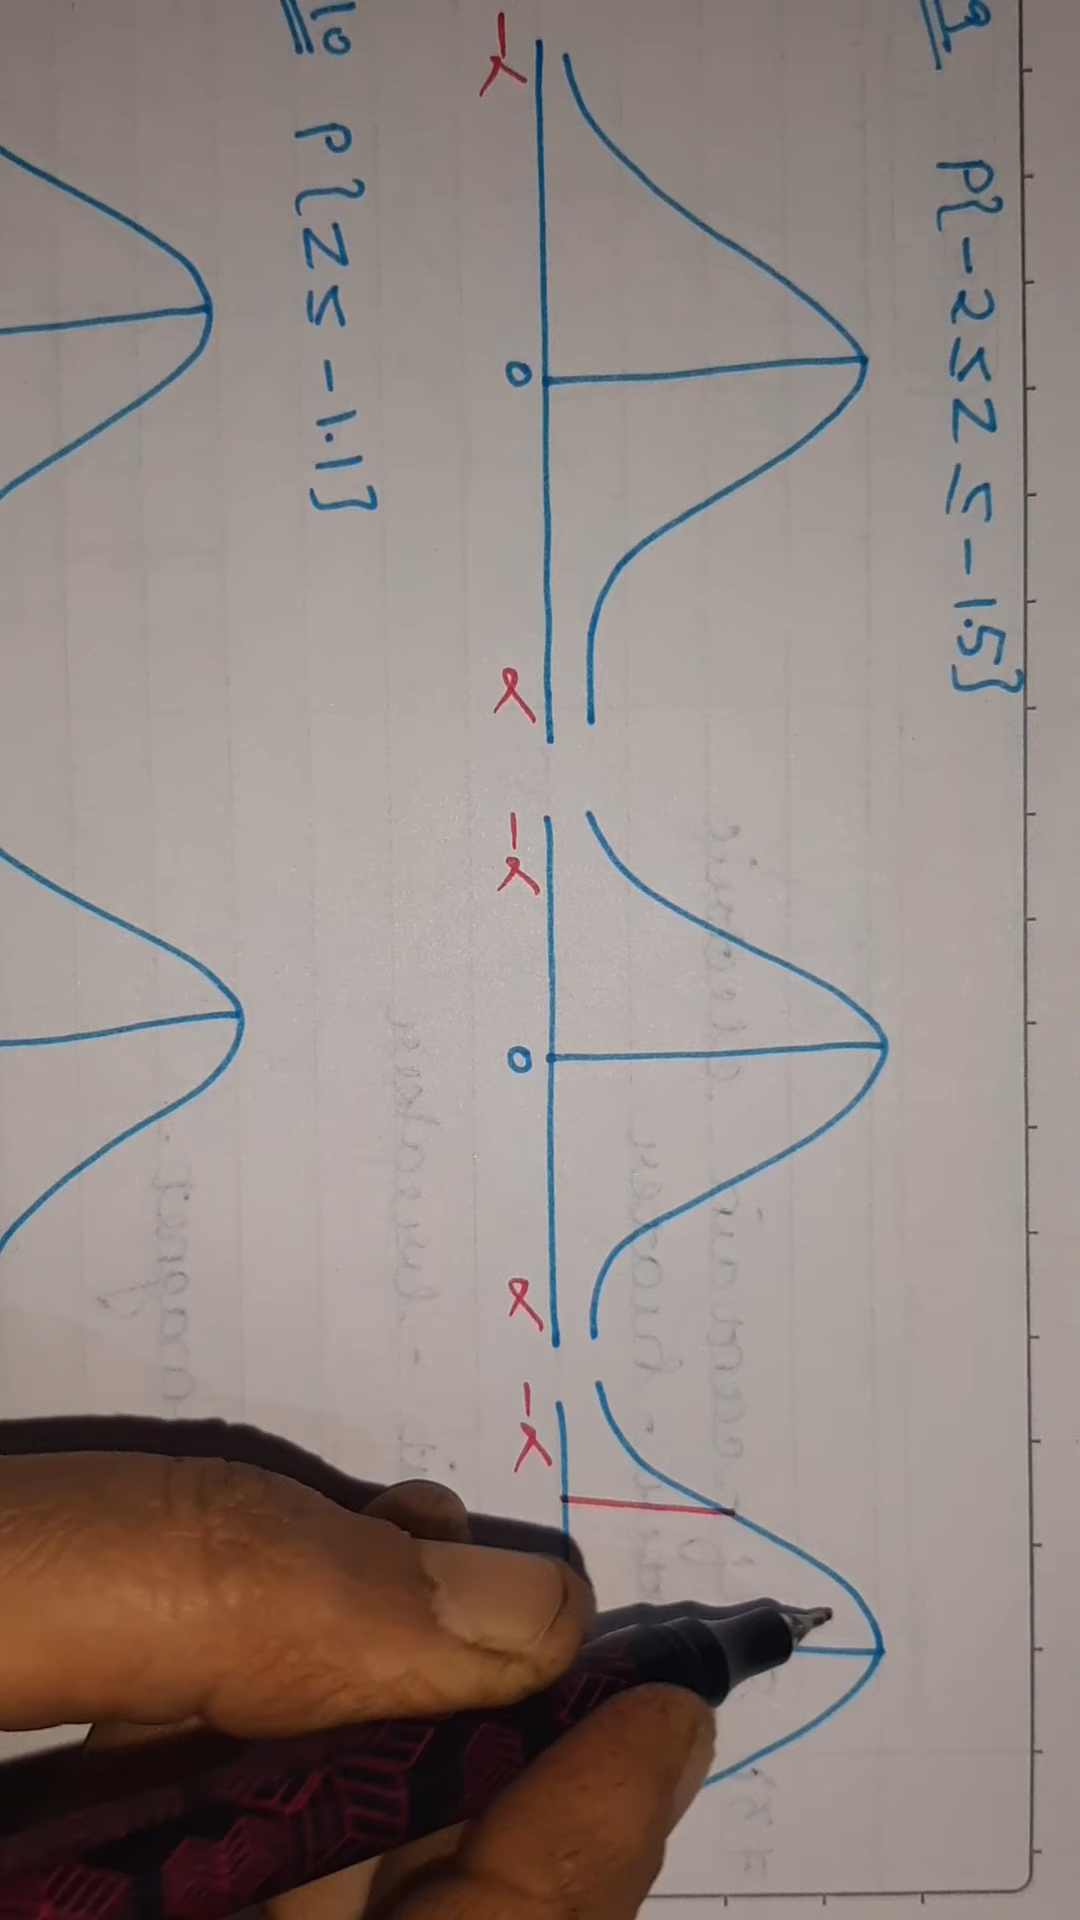 9 P{-2≤Z≤-1.5}
-∝ 0 ∝ -∝ 0 ∝ -∝
10 P{Z≤-1.1}